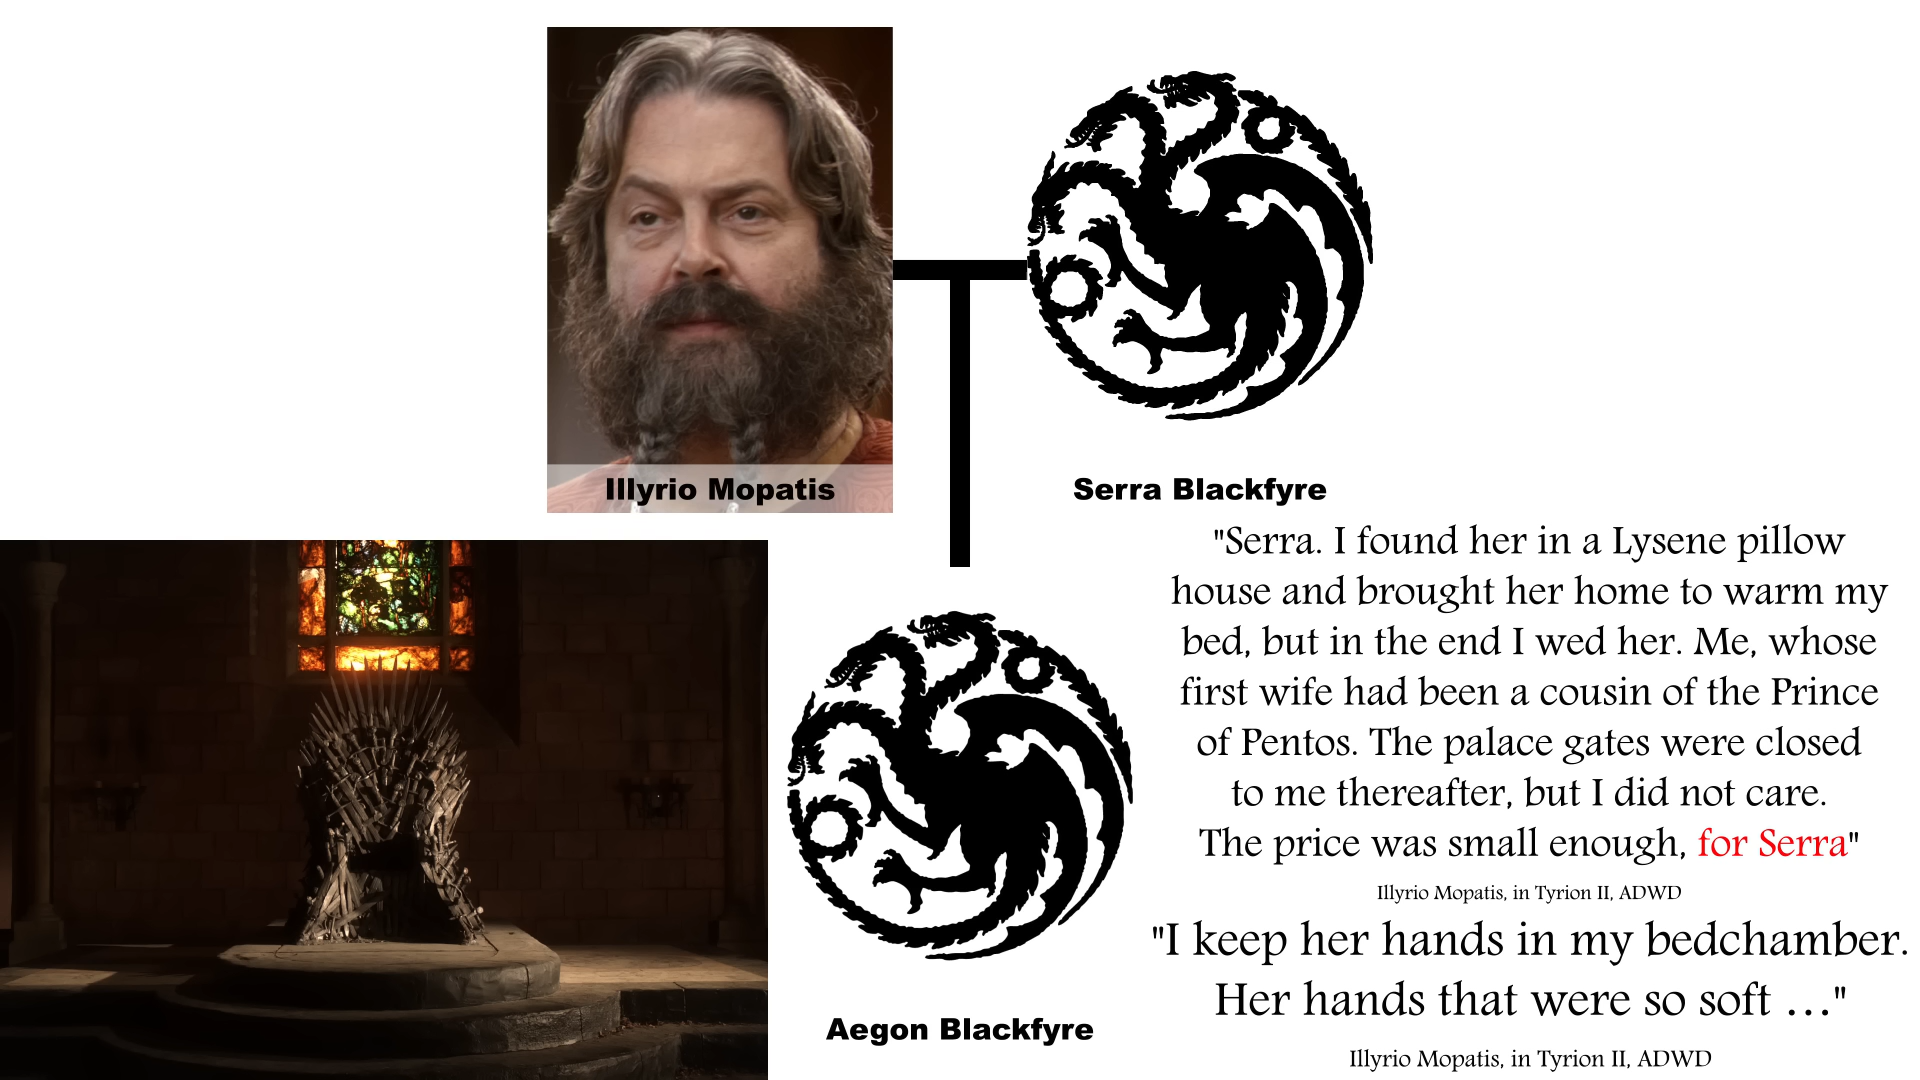 Illyrio Mopatis
Serra Blackfyre
"Serra. I found her in a Lysene pillow
house and brought her home to warm my
bed, but in the end I wed her. Me, whose
first wife had been a cousin of the Prince
of Pentos. The palace gates were closed
to me thereafter, but I did not care.
The price was small enough, for Serra"
Illyrio Mopatis, in Tyrion II, ADWD
"I keep her hands in my bedchamber.
Her hands that were so soft ..."
Illyrio Mopatis, in Tyrion II, ADWD
Aegon Blackfyre